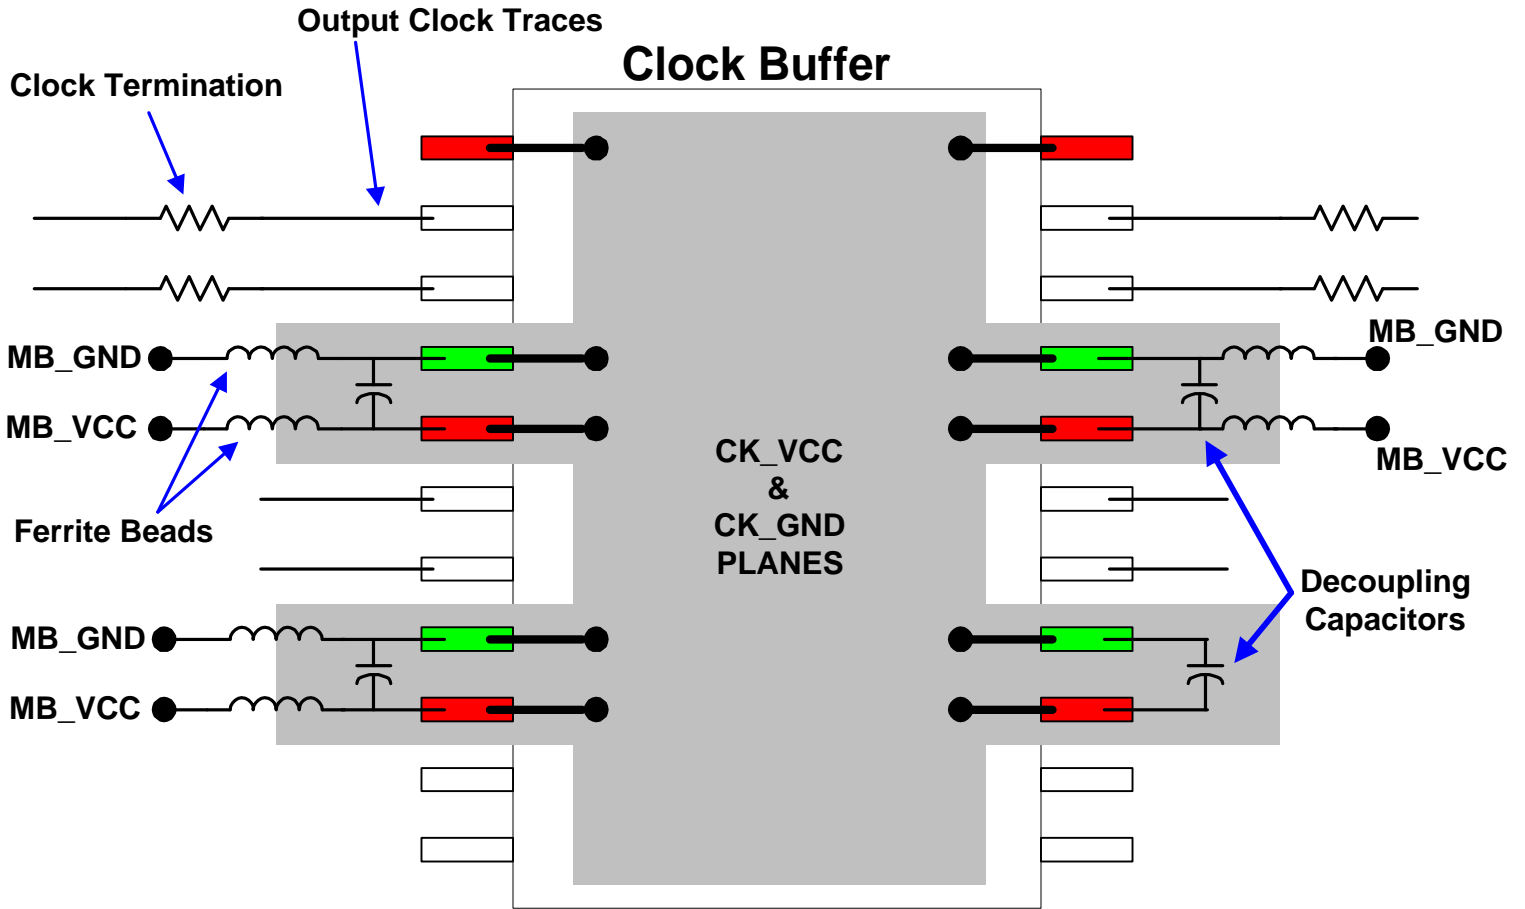 Output Clock Traces
Clock Buffer
Clock Termination
MB_GND
MB_VCC
Ferrite Beads
MB_GND
MB_VCC
CK_VCC
&
CK_GND
PLANES
MB_GND
MB_VCC
Decoupling
Capacitors